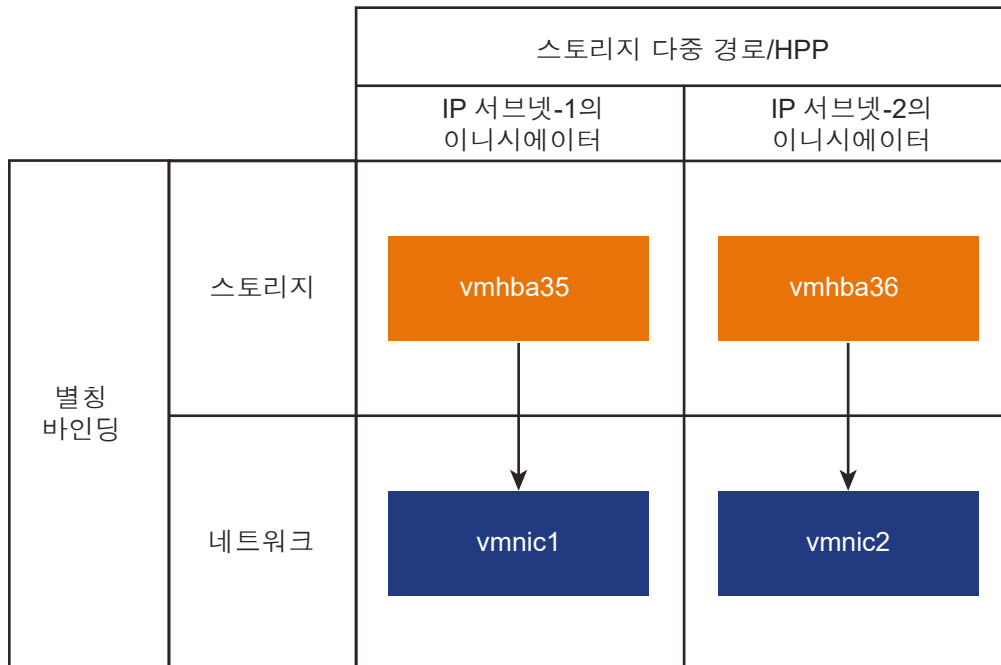 스토리지 다중 경로/HPP
IP 서브넷-1의
이니시에이터
IP 서브넷-2의
이니시에이터
별칭
바인딩
스토리지
vmhba35
vmhba36
네트워크
vmnic1
vmnic2